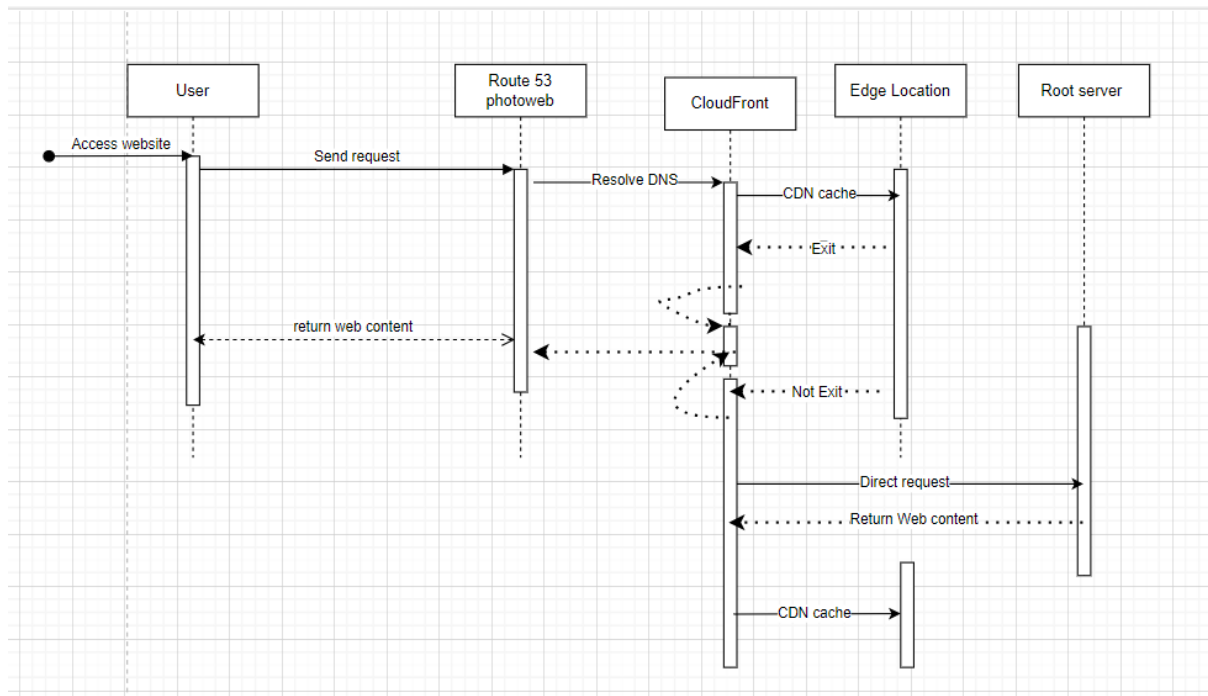 User
Route 53
photoweb
CloudFront
Edge Location
Root server
Access website
Send request
Resolve DNS
CDN cache
Exit
return web content
Not Exit
Direct request
Return Web content
CDN cache